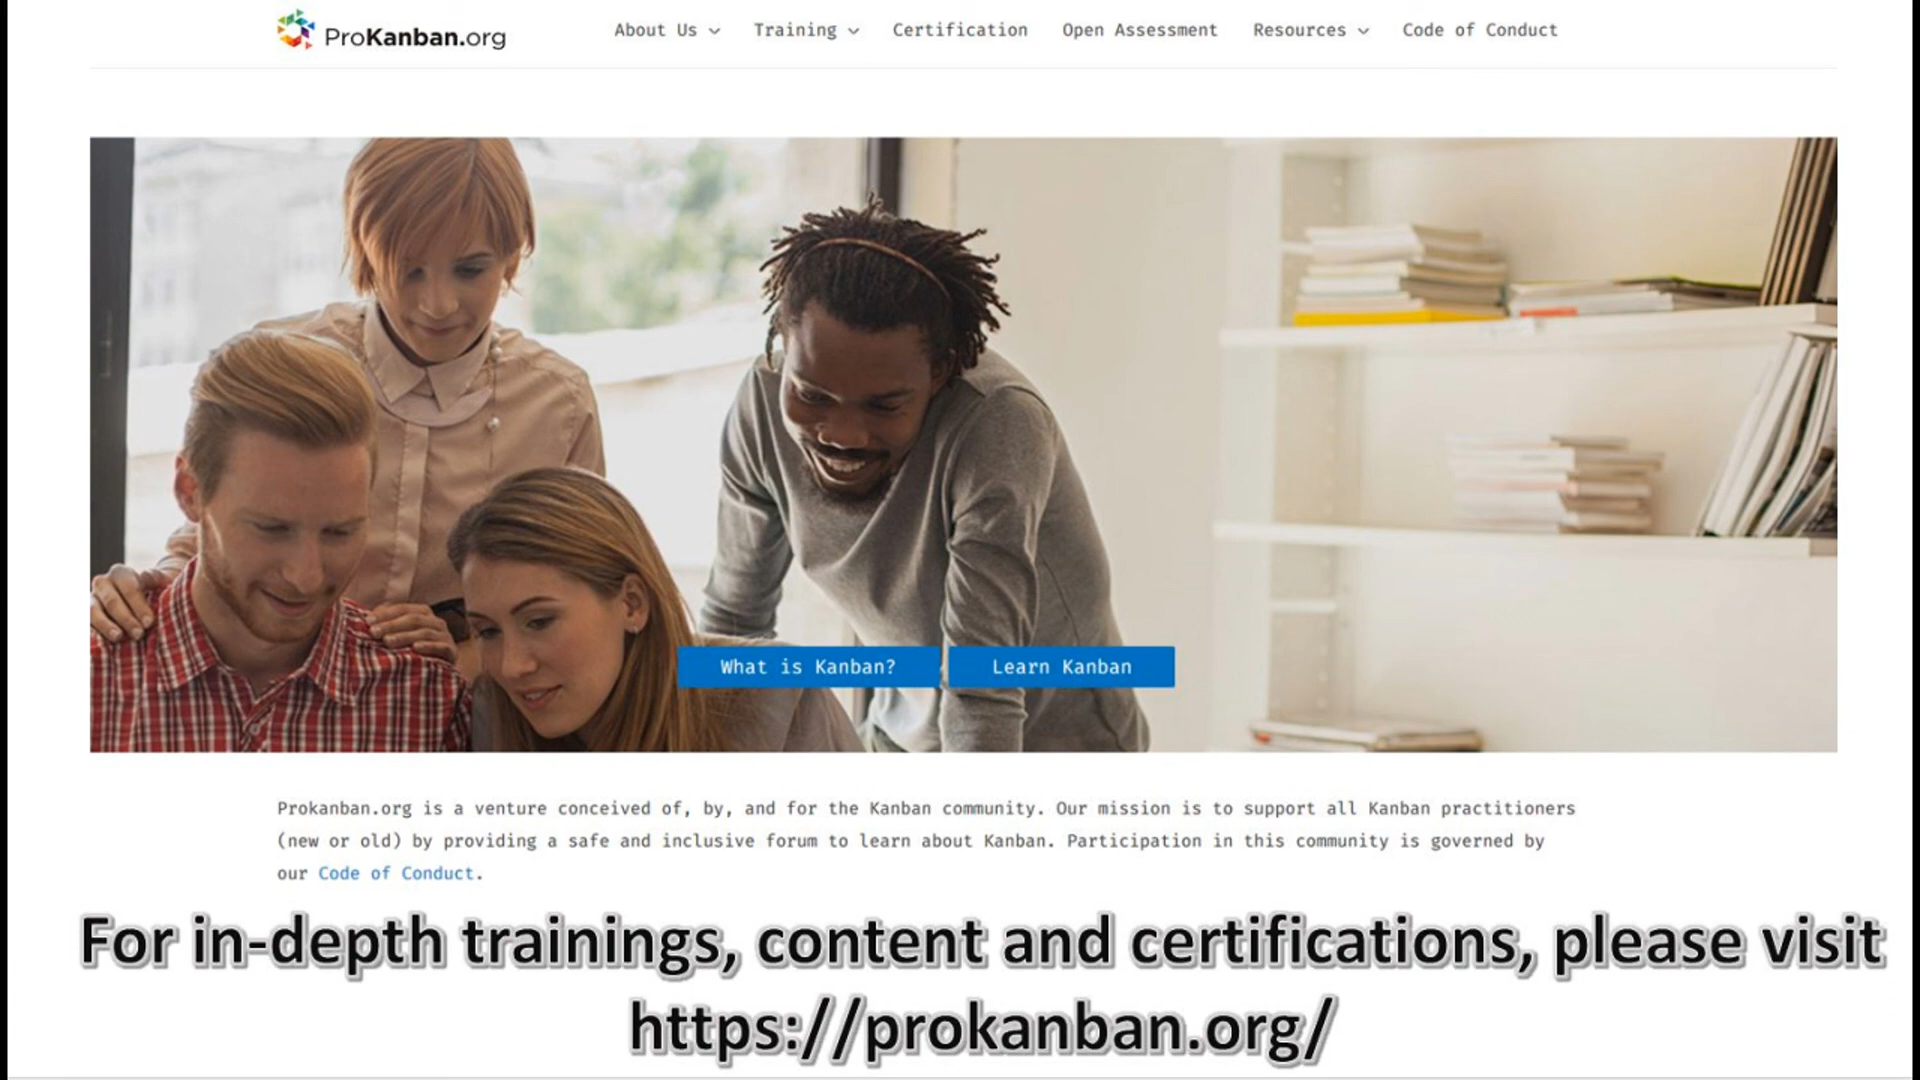 ProKanban.org
About Us
Training
Certification
Open Assessment
Resources
Code of Conduct
What is Kanban?
Learn Kanban
Prokanban.org is a venture conceived of, by, and for the Kanban community. Our mission is to support all Kanban practitioners
(new or old) by providing a safe and inclusive forum to learn about Kanban. Participation in this community is governed by
our Code of Conduct.
For in-depth trainings, content and certifications, please visit
https://prokanban.org/